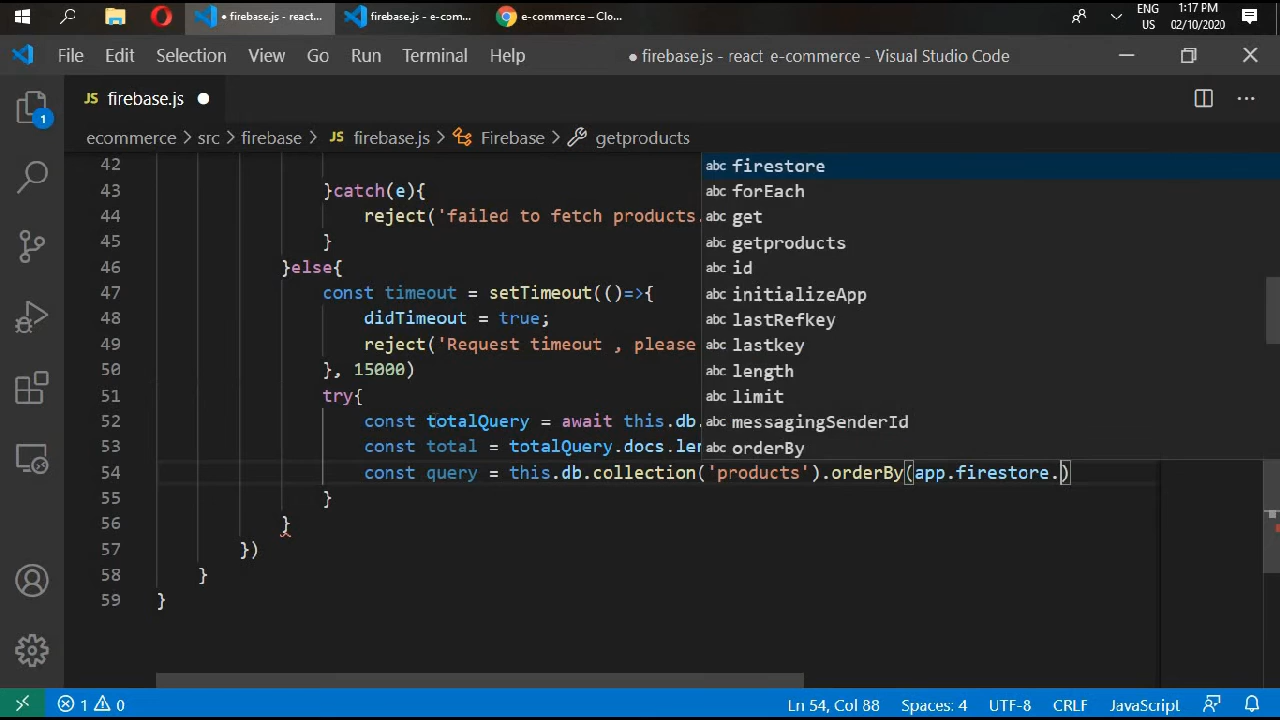 firebase.js - react...
firebase.js - e-com...
e-commerce – Clo...
ENG
US
1:17 PM
02/10/2020
File Edit Selection View Go Run Terminal Help
● firebase.js - react e-commerce - Visual Studio Code
JS firebase.js ●
ecommerce > src > firebase > JS firebase.js > Firebase > getproducts
1
42
43 }catch(e){
44 reject('failed to fetch products.
45 }
46 }else{
47 const timeout = setTimeout(()=>{
48 didTimeout = true;
49 reject('Request timeout , please
50 }, 15000)
51 try{
52 const totalQuery = await this.db.
53 const total = totalQuery.docs.len
54 const query = this.db.collection('products').orderBy(app.firestore.)
55 }
56 }
57 })
58 }
59 }
abc firestore
abc forEach
abc get
abc getproducts
abc id
abc initializeApp
abc lastRefkey
abc lastkey
abc length
abc limit
abc messagingSenderId
abc orderBy
1 0 Ln 54, Col 88 Spaces: 4 UTF-8 CRLF JavaScript